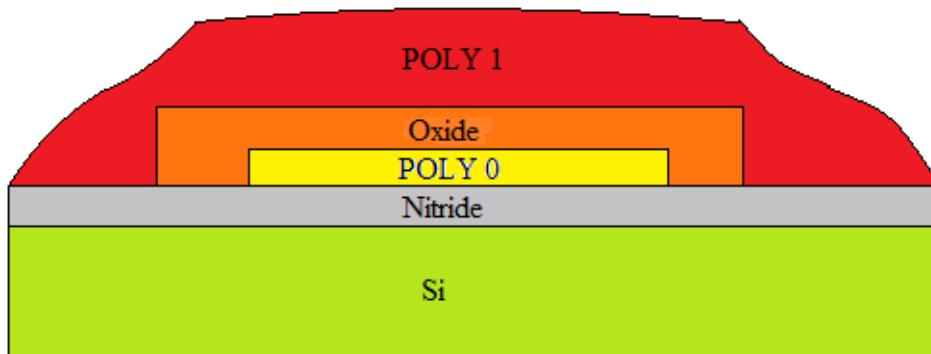 POLY 1
Oxide
POLY 0
Nitride
Si